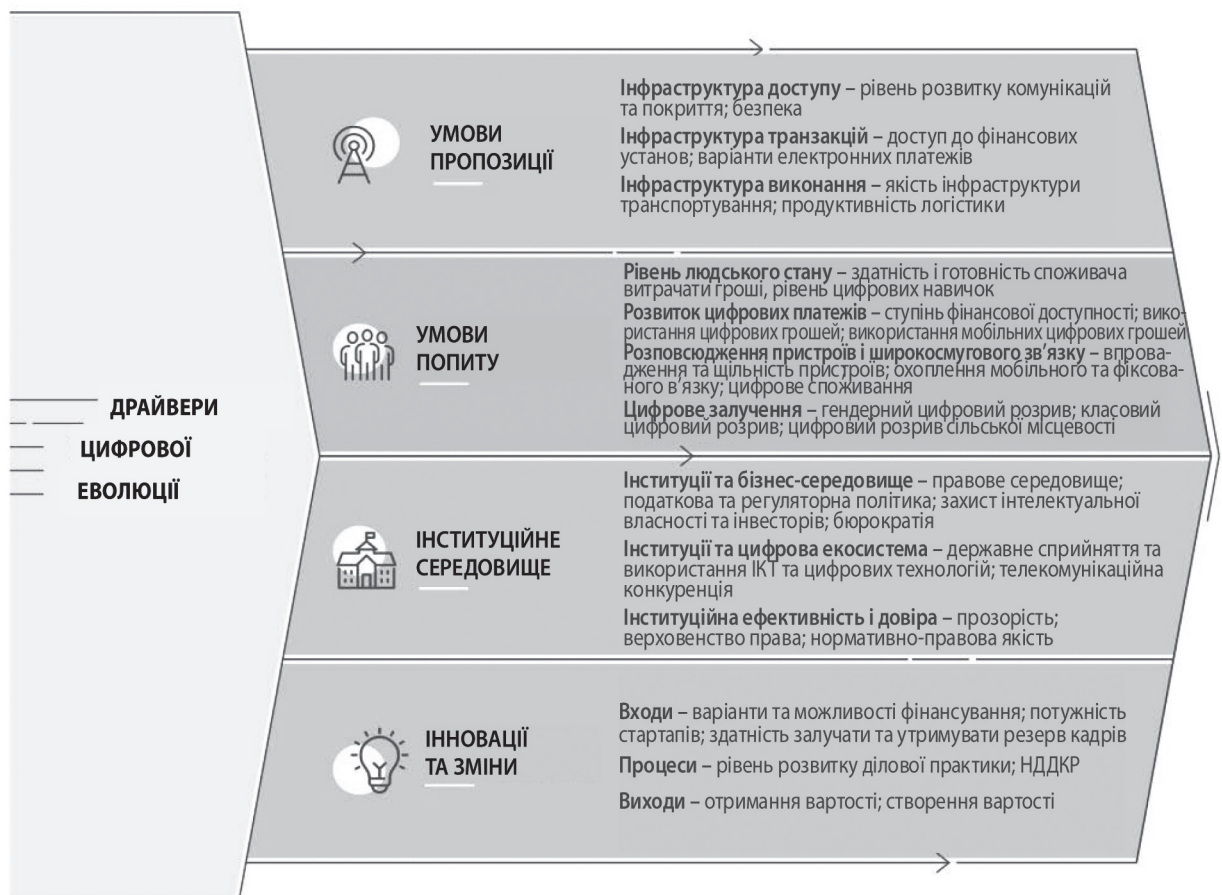 ДРАЙВЕРИ
ЦИФРОВОЇ
ЕВОЛЮЦІЇ
УМОВИ
ПРОПОЗИЦІЇ
Інфраструктура доступу – рівень розвитку комунікацій
та покриття; безпека
Інфраструктура транзакцій – доступ до фінансових
установ; варіанти електронних платежів
Інфраструктура виконання – якість інфраструктури
транспортування; продуктивність логістики
УМОВИ
ПОПИТУ
Рівень людського стану – здатність і готовність споживача
витрачати гроші, рівень цифрових навичок
Розвиток цифрових платежів – ступінь фінансової доступності; вико-
ристання цифрових грошей; використання мобільних цифрових грошей
Розповсюдження пристроїв і широкосмугового зв’язку – впрова-
дження та щільність пристроїв; охоплення мобільного та фіксова-
ного в’язку; цифрове споживання
Цифрове залучення – гендерний цифровий розрив; класовий
цифровий розрив; цифровий розрив сільської місцевості
ІНСТИТУЦІЙНЕ
СЕРЕДОВИЩЕ
Інституції та бізнес-середовище – правове середовище;
податкова та регуляторна політика; захист інтелектуальної
власності та інвесторів; бюрократія
Інституції та цифрова екосистема – державне сприйняття та
використання ІКТ та цифрових технологій; телекомунікаційна
конкуренція
Інституційна ефективність і довіра – прозорість;
верховенство права; нормативно-правова якість
ІННОВАЦІЇ
ТА ЗМІНИ
Входи – варіанти та можливості фінансування; потужність
стартапів; здатність залучати та утримувати резерв кадрів
Процеси – рівень розвитку ділової практики; НДДКР
Виходи – отримання вартості; створення вартості